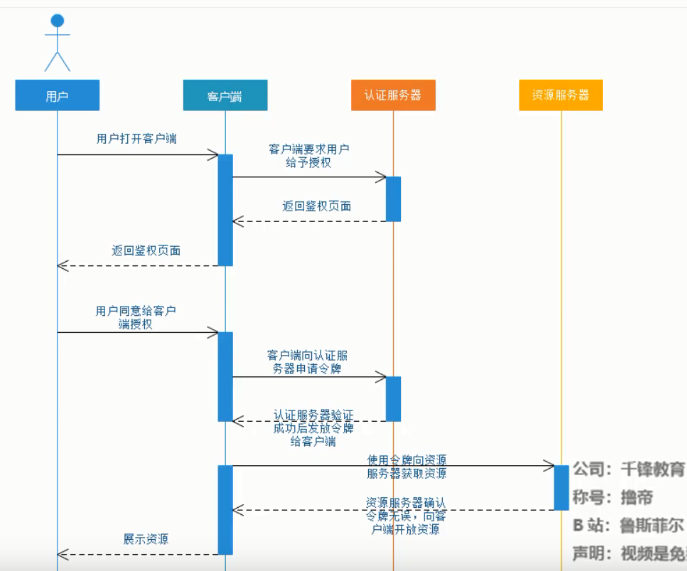 用户
客户端
认证服务器
资源服务器
用户打开客户端
客户端要求用户
给予授权
返回鉴权页面
返回鉴权页面
用户同意给客户
端授权
客户端向认证服
务器申请令牌
认证服务器验证
成功后发放令牌
给客户端
使用令牌向资源
服务器获取资源
公司：千锋教育
称号：撸帝
资源服务器确认
令牌无误，向客
户端开放资源
B 站：鲁斯菲尔
展示资源
声明：视频是免